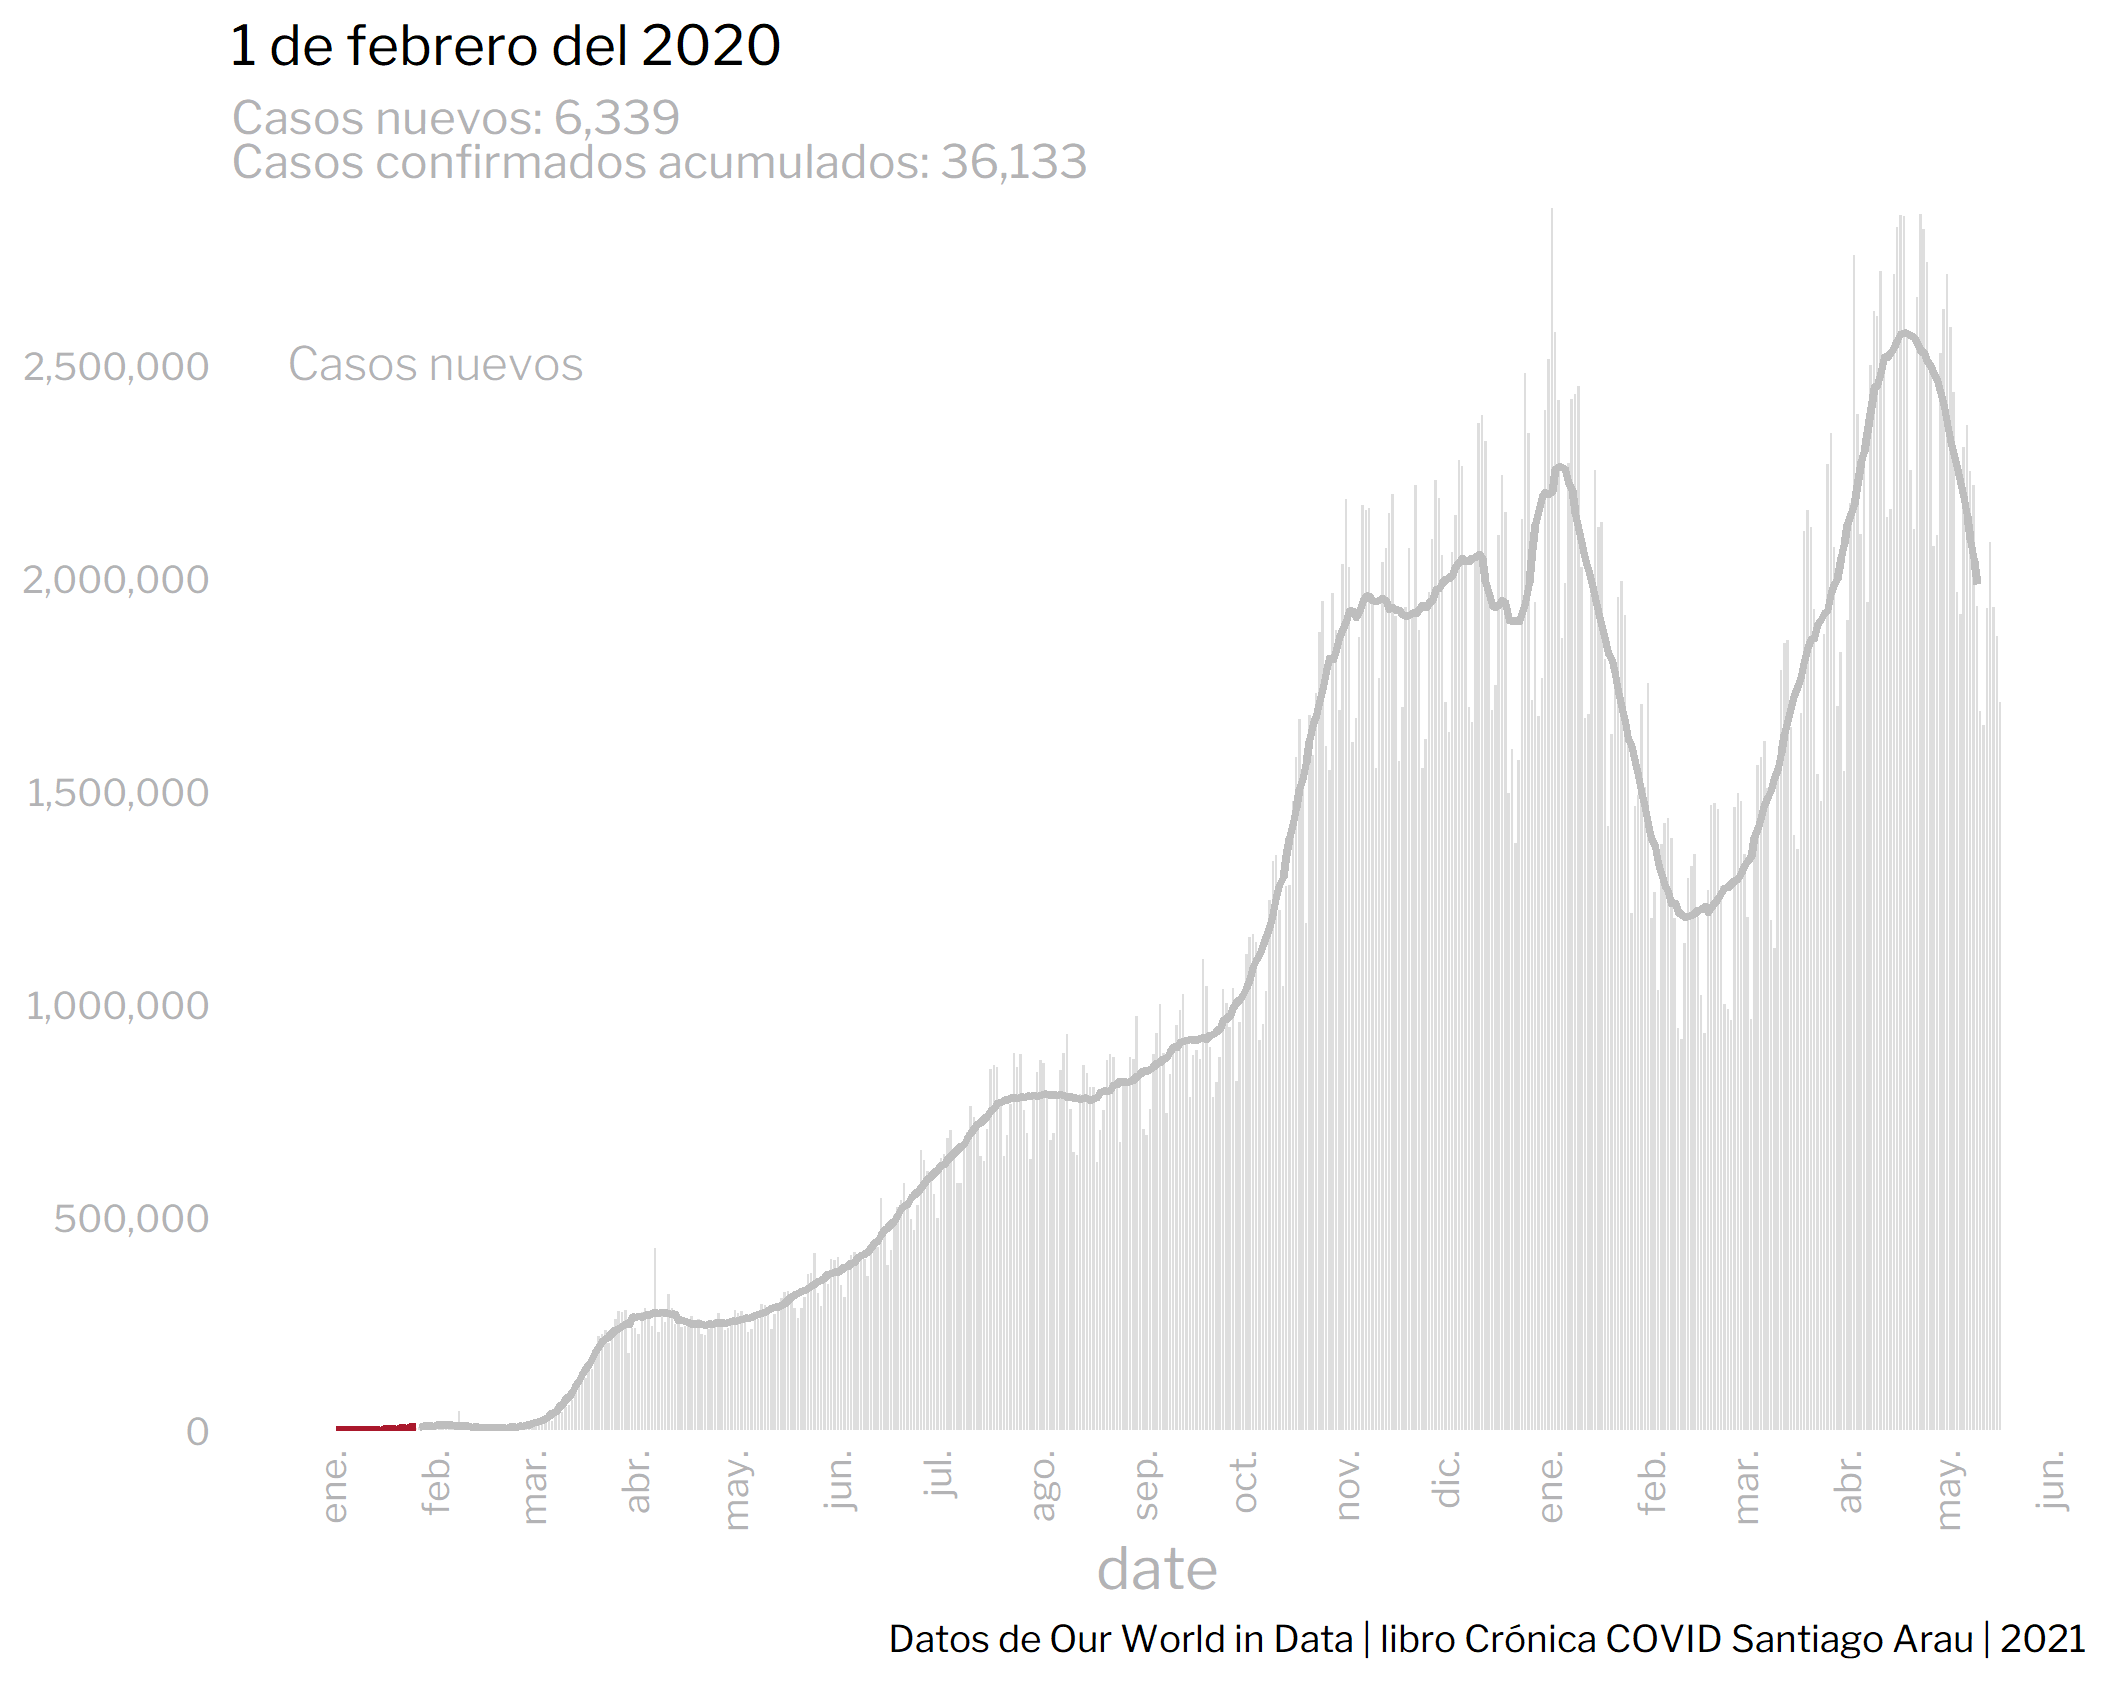 1 de febrero del 2020
Casos nuevos: 6,339
Casos confirmados acumulados: 36,133
Casos nuevos
2,500,000
2,000,000
1,500,000
1,000,000
500,000
0
ene.
feb.
mar.
abr.
may.
jun.
jul.
ago.
sep.
oct.
nov.
dic.
ene.
feb.
mar.
abr.
may.
jun.
date
Datos de Our World in Data | libro Crónica COVID Santiago Arau | 2021